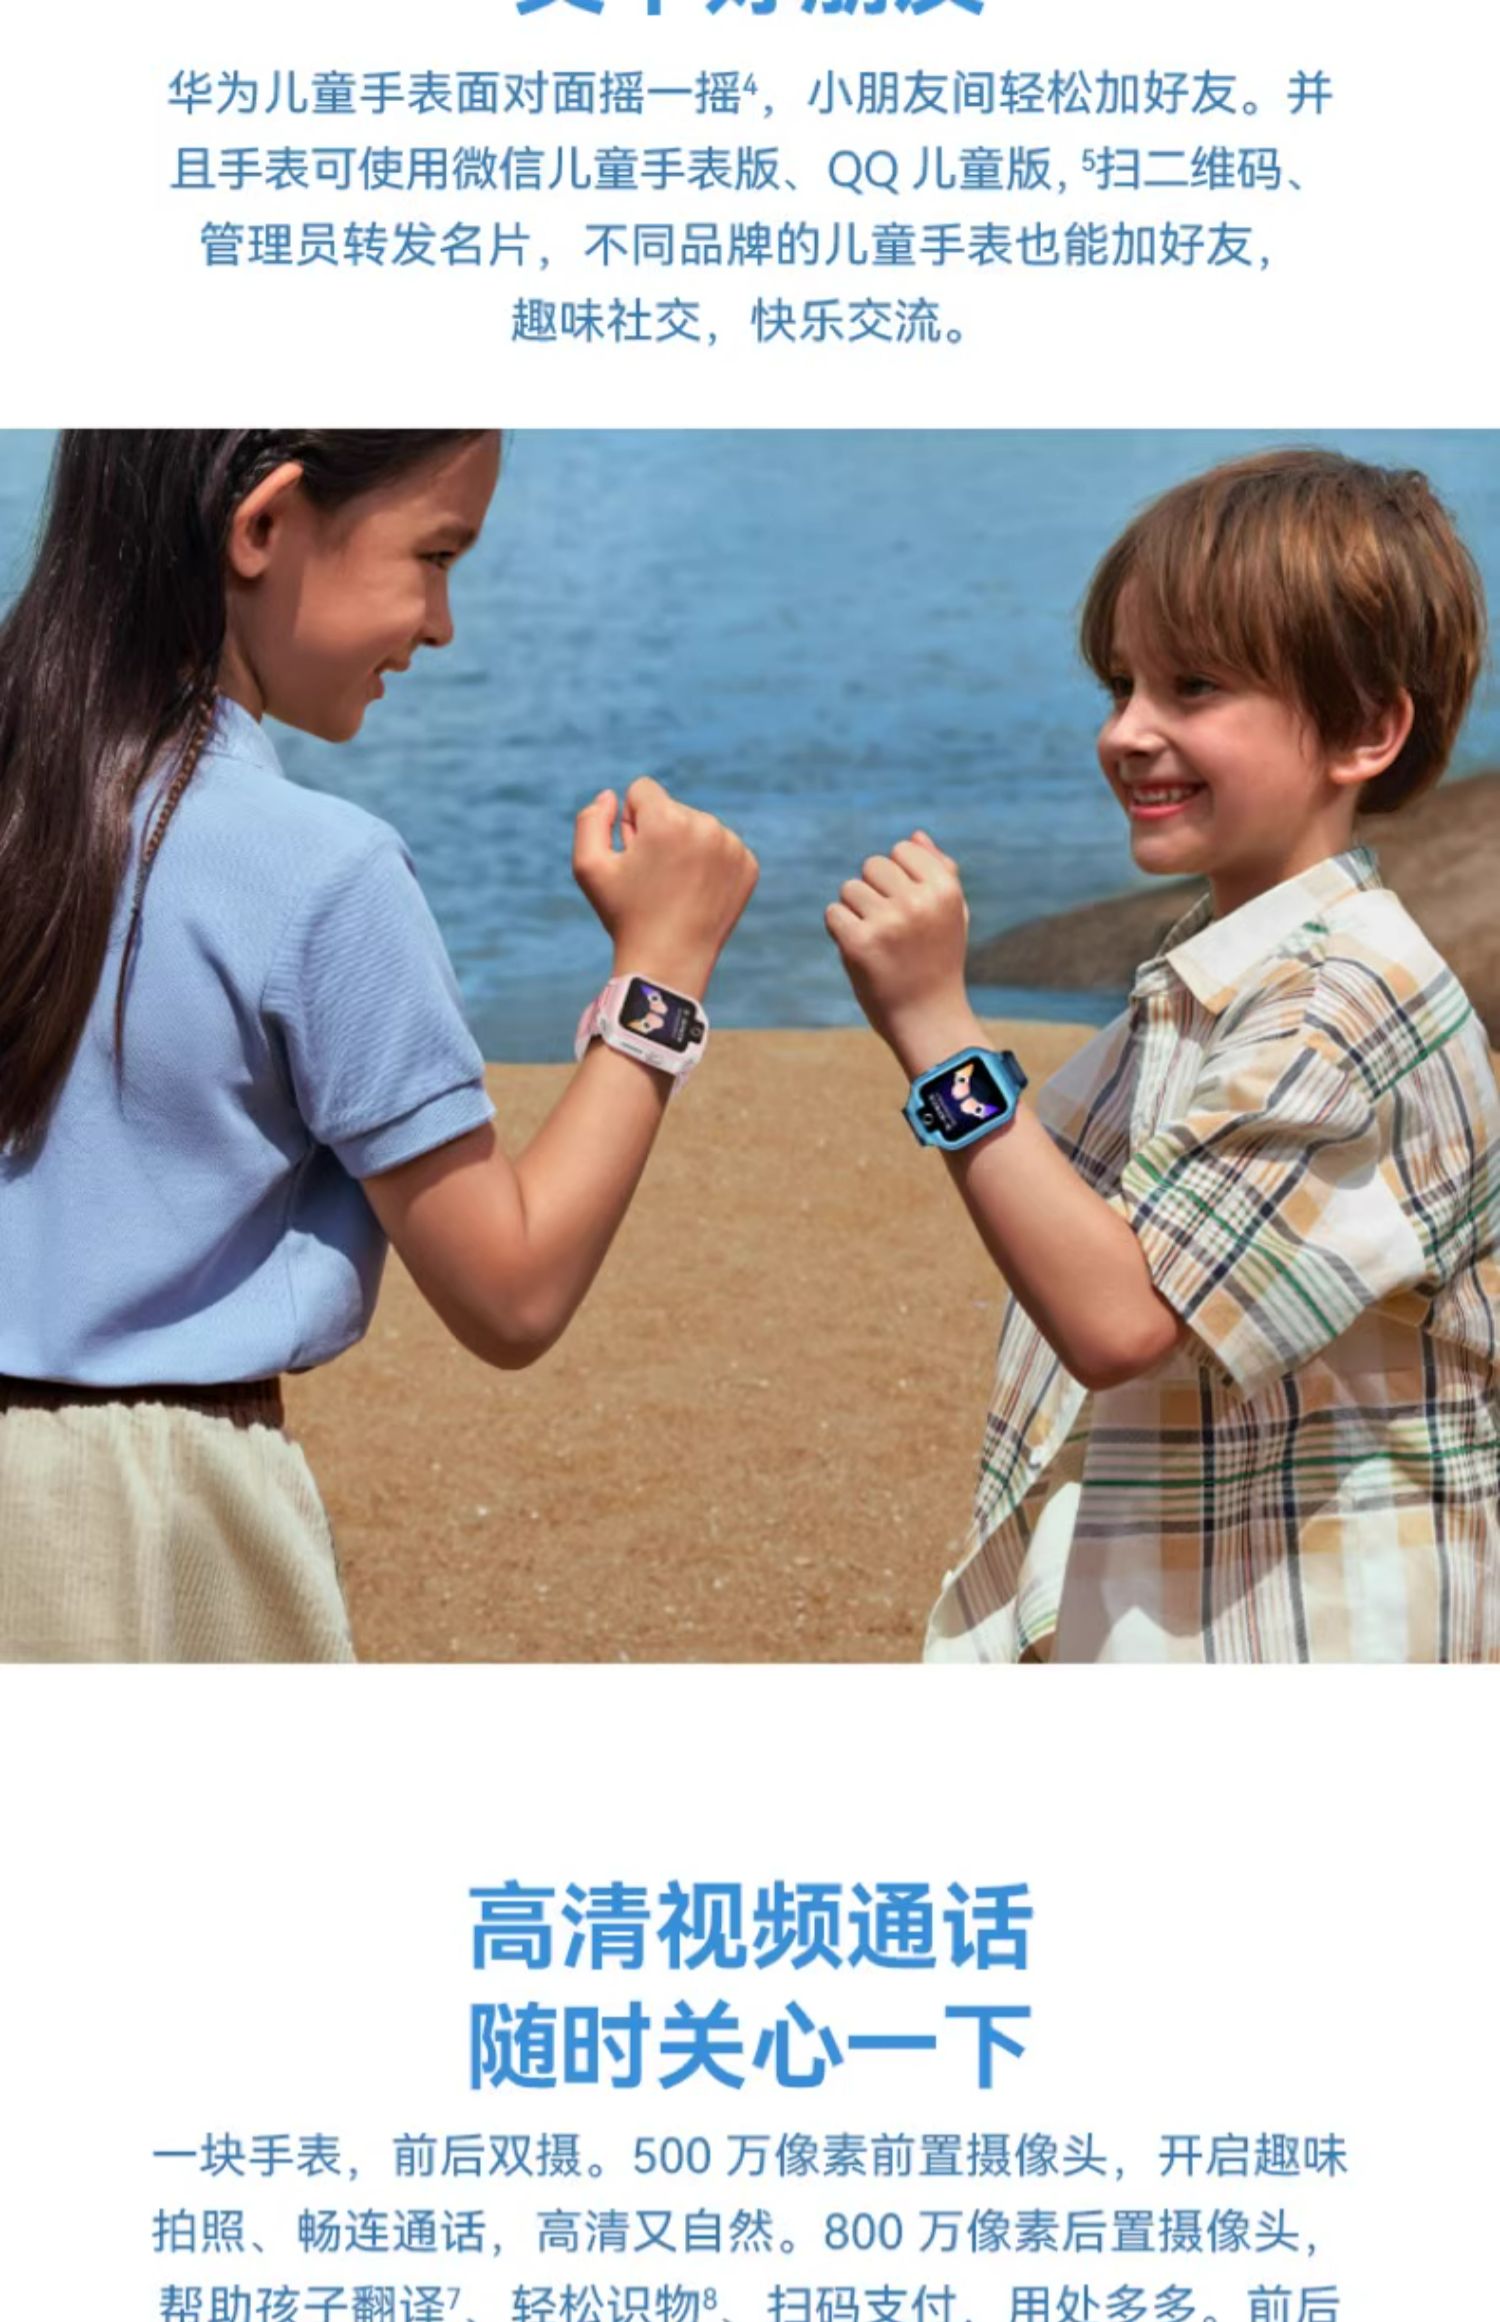 华为儿童手表面对面摇一摇⁴，小朋友间轻松加好友。并
且手表可使用微信儿童手表版、QQ 儿童版,⁵扫二维码、
管理员转发名片，不同品牌的儿童手表也能加好友，
趣味社交，快乐交流。
高清视频通话
随时关心一下
一块手表，前后双摄。500 万像素前置摄像头，开启趣味
拍照、畅连通话，高清又自然。800 万像素后置摄像头，
帮助孩子翻译⁷、轻松识物⁸、扫码支付，用处多多。前后